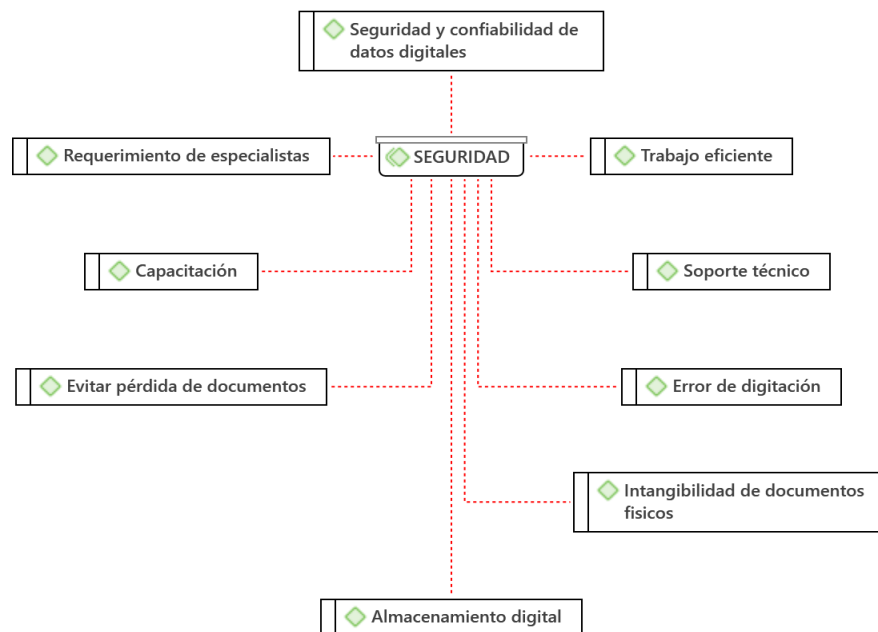 Seguridad y confiabilidad de
datos digitales
Requerimiento de especialistas
SEGURIDAD
Trabajo eficiente
Capacitación
Soporte técnico
Evitar pérdida de documentos
Error de digitación
Intangibilidad de documentos
fisicos
Almacenamiento digital